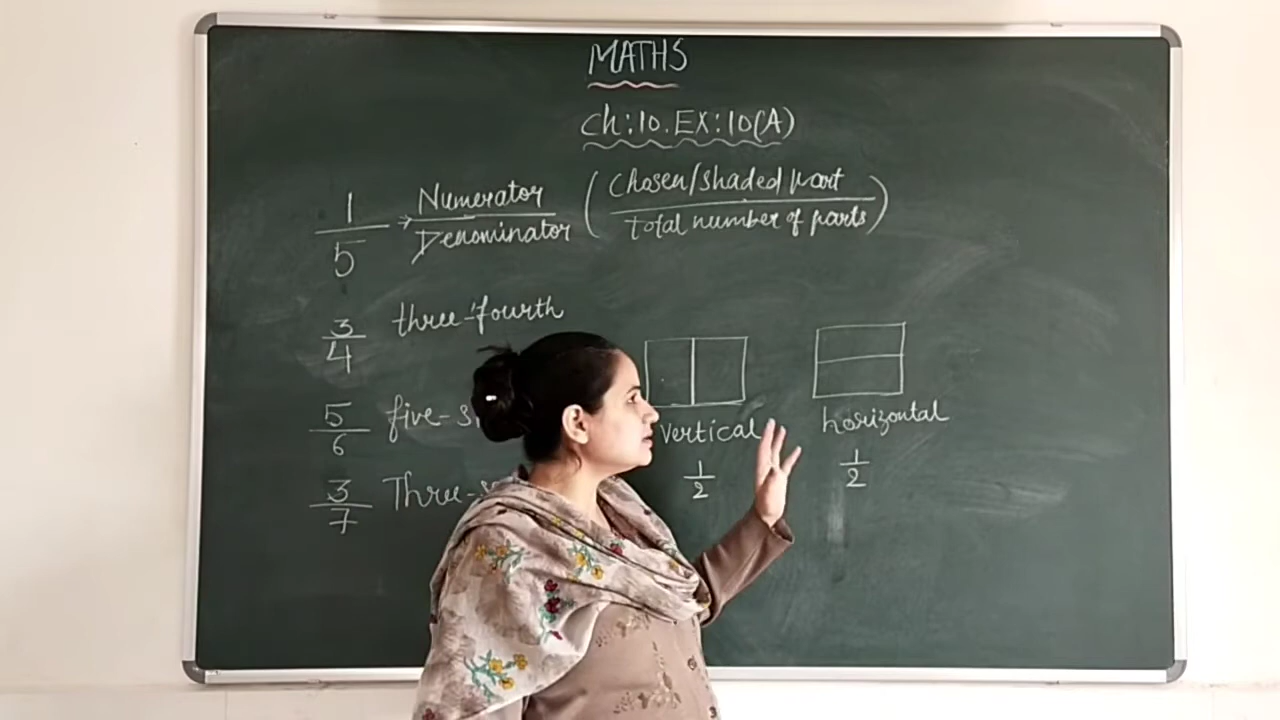 MATHS
Ch:10. EX:10(A)
1/5 → Numerator/Denominator (Chosen/shaded part / Total number of parts)
3/4 three-fourth
5/6 five-s
3/7 Three-s
vertical
1/2
horizontal
1/2